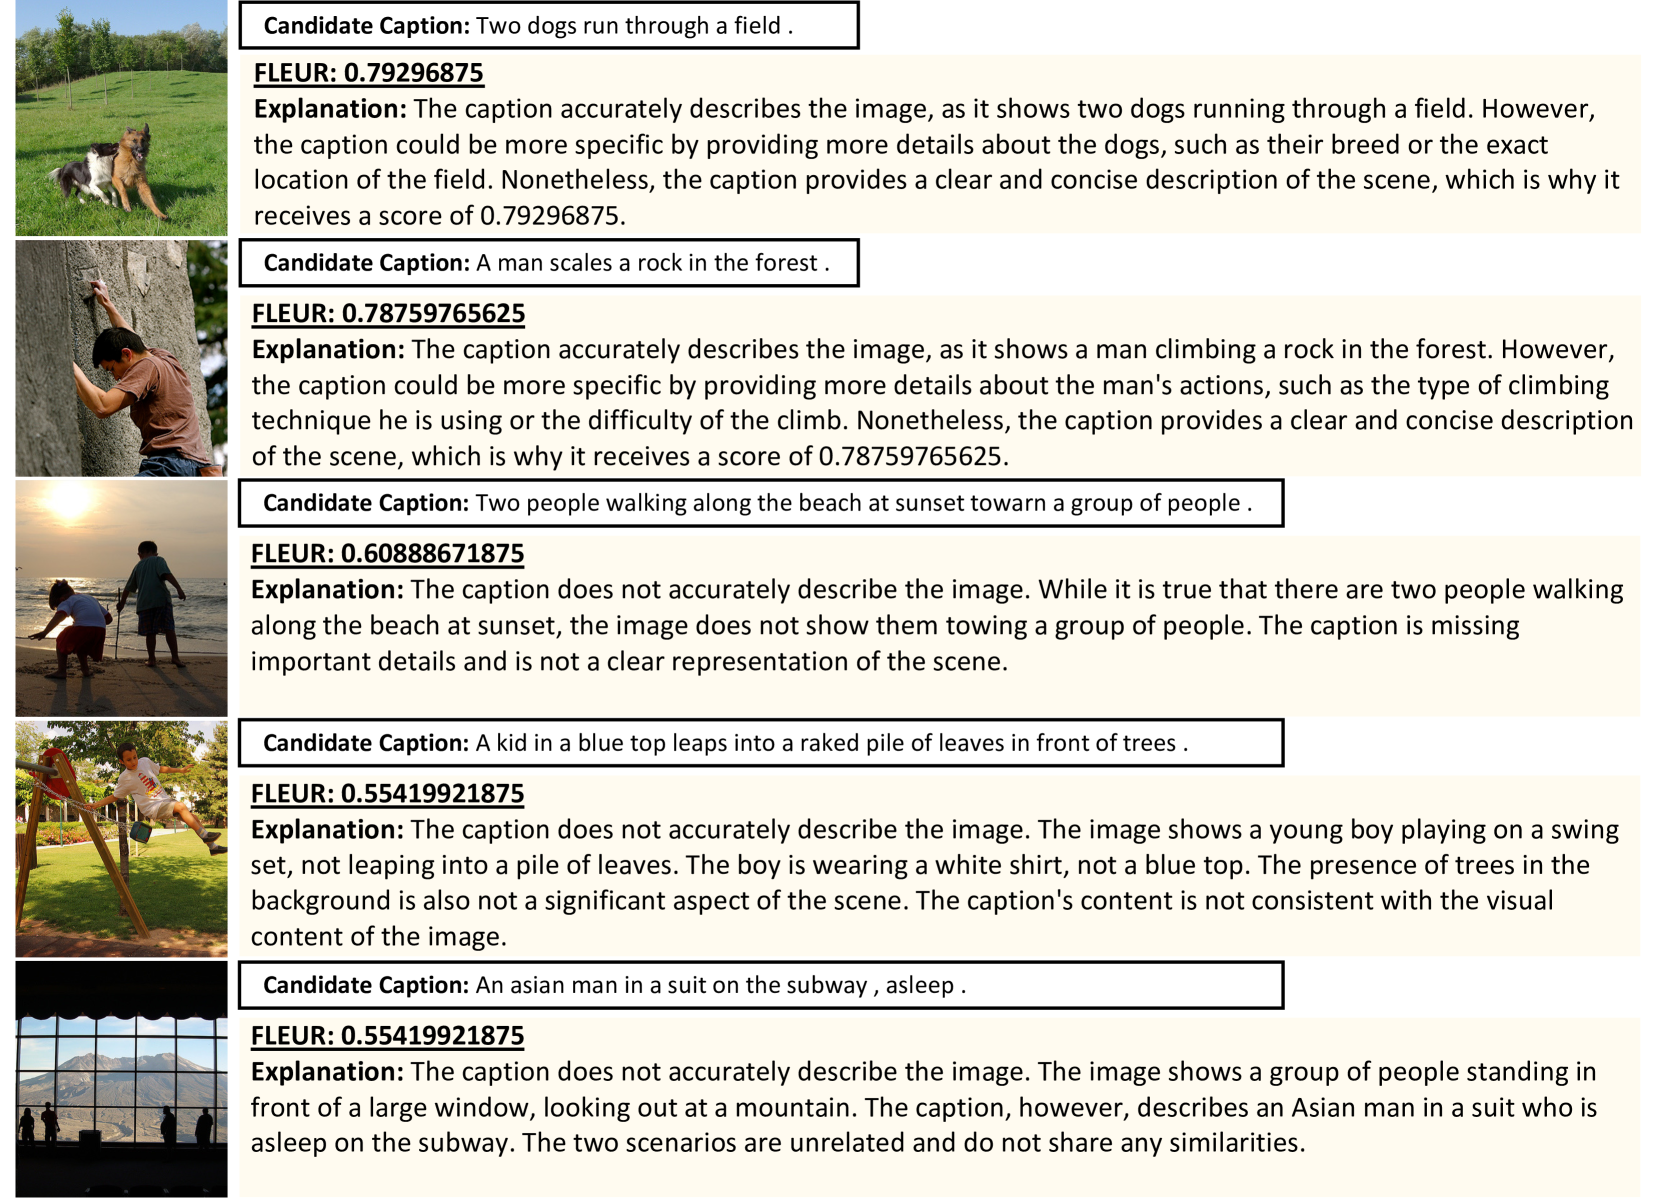 Candidate Caption: Two dogs run through a field .
FLEUR: 0.79296875
Explanation: The caption accurately describes the image, as it shows two dogs running through a field. However,
the caption could be more specific by providing more details about the dogs, such as their breed or the exact
location of the field. Nonetheless, the caption provides a clear and concise description of the scene, which is why it
receives a score of 0.79296875.
Candidate Caption: A man scales a rock in the forest .
FLEUR: 0.78759765625
Explanation: The caption accurately describes the image, as it shows a man climbing a rock in the forest. However,
the caption could be more specific by providing more details about the man's actions, such as the type of climbing
technique he is using or the difficulty of the climb. Nonetheless, the caption provides a clear and concise description
of the scene, which is why it receives a score of 0.78759765625.
Candidate Caption: Two people walking along the beach at sunset towarn a group of people .
FLEUR: 0.60888671875
Explanation: The caption does not accurately describe the image. While it is true that there are two people walking
along the beach at sunset, the image does not show them towing a group of people. The caption is missing
important details and is not a clear representation of the scene.
Candidate Caption: A kid in a blue top leaps into a raked pile of leaves in front of trees .
FLEUR: 0.55419921875
Explanation: The caption does not accurately describe the image. The image shows a young boy playing on a swing
set, not leaping into a pile of leaves. The boy is wearing a white shirt, not a blue top. The presence of trees in the
background is also not a significant aspect of the scene. The caption's content is not consistent with the visual
content of the image.
Candidate Caption: An asian man in a suit on the subway , asleep .
FLEUR: 0.55419921875
Explanation: The caption does not accurately describe the image. The image shows a group of people standing in
front of a large window, looking out at a mountain. The caption, however, describes an Asian man in a suit who is
asleep on the subway. The two scenarios are unrelated and do not share any similarities.